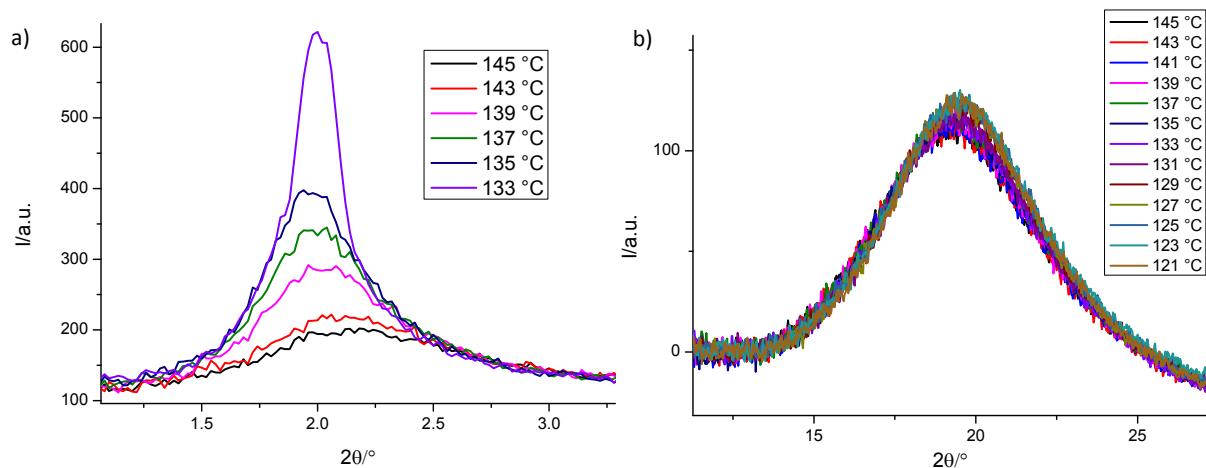 a)
600
500
400
300
200
100
I/a.u.
1.5
2.0
2.5
3.0
2θ/°
145 °C
143 °C
139 °C
137 °C
135 °C
133 °C
b)
100
0
I/a.u.
15
20
25
2θ/°
145 °C
143 °C
141 °C
139 °C
137 °C
135 °C
133 °C
131 °C
129 °C
127 °C
125 °C
123 °C
121 °C